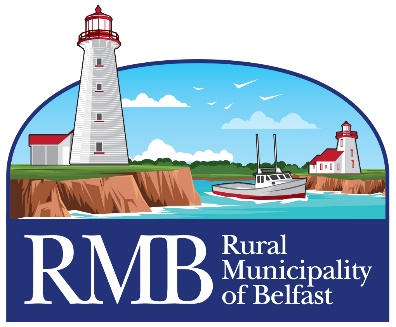 RMB
Rural
Municipality
of Belfast